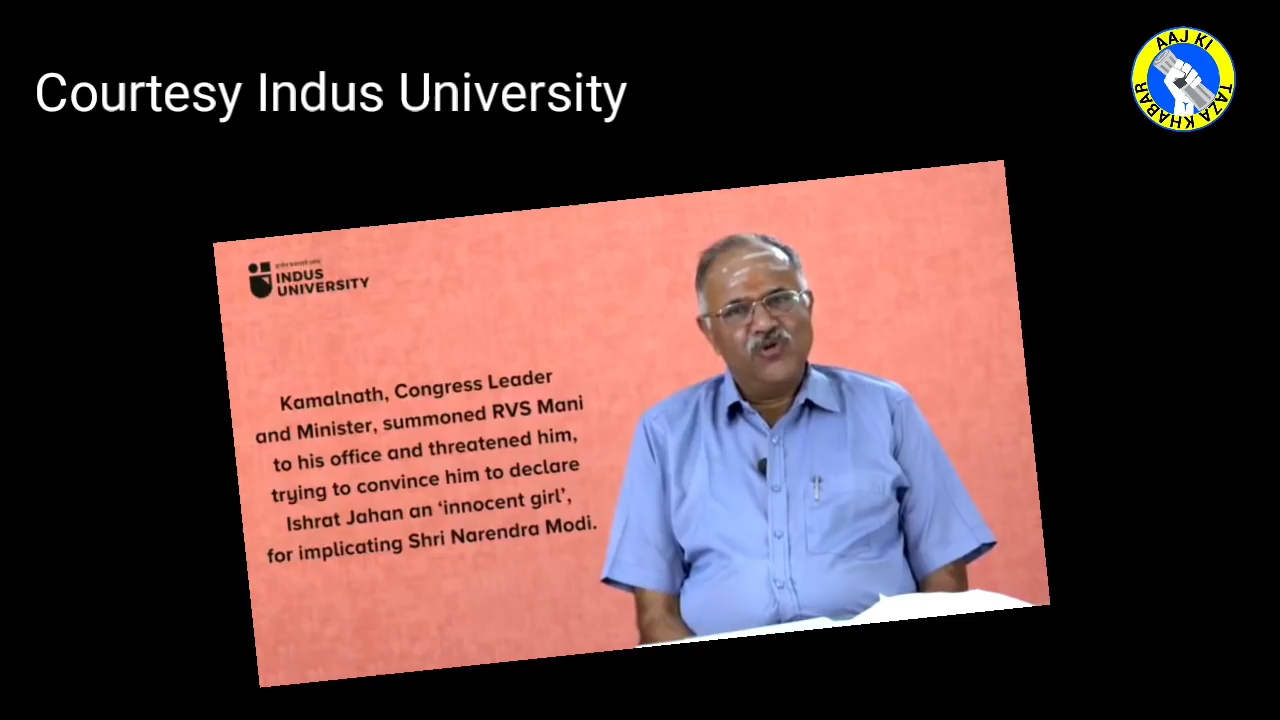 Courtesy Indus University
AAJ KI
TAZA KHABAR
INDUS
UNIVERSITY
Kamalnath, Congress Leader
and Minister, summoned RVS Mani
to his office and threatened him,
trying to convince him to declare
Ishrat Jahan an ‘innocent girl’,
for implicating Shri Narendra Modi.